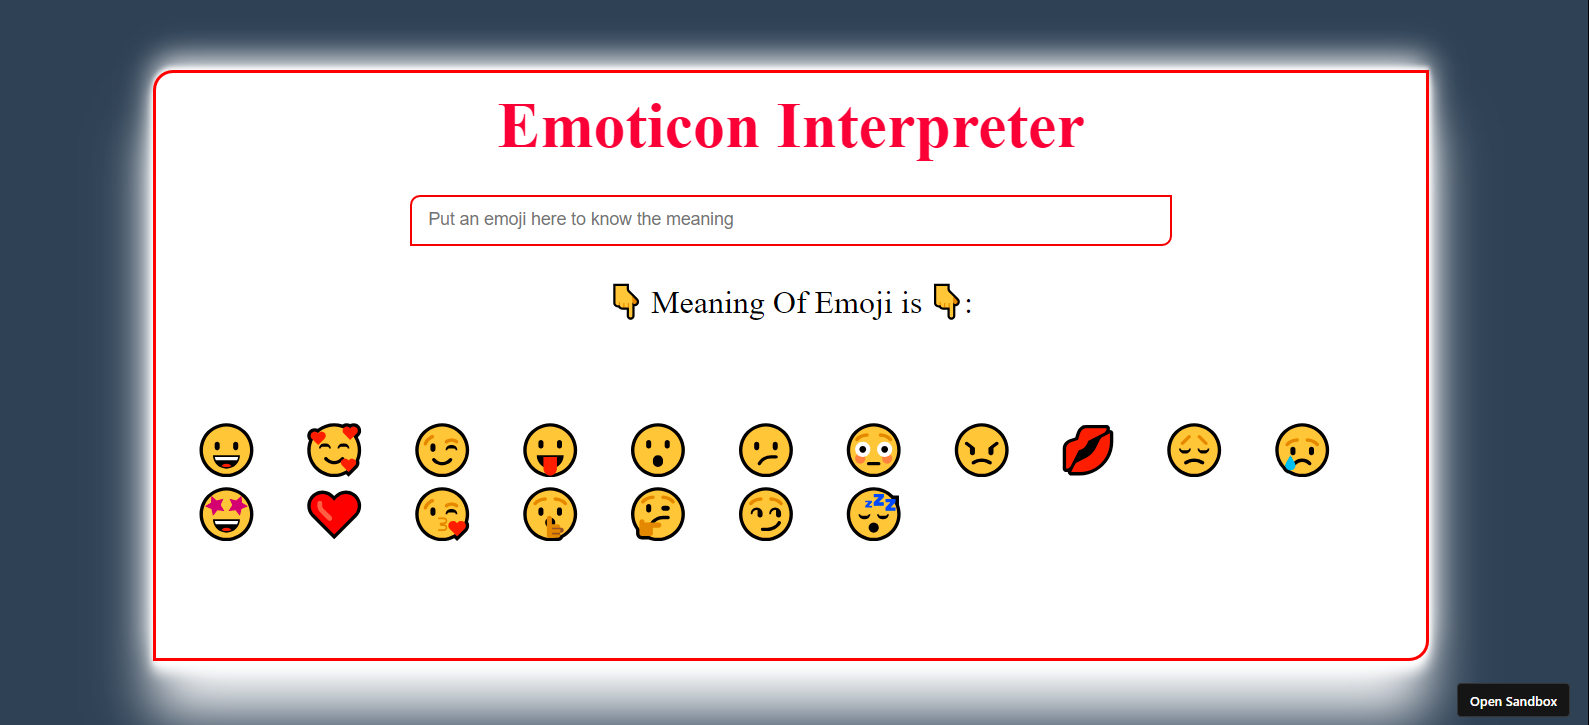 Emoticon Interpreter
Put an emoji here to know the meaning
👇 Meaning Of Emoji is 👇:
😀 🥰 😉 😛 😮 😕 😳 😠 💋 😞 😢
🤩 ❤️ 😘 🤫 🤔 😏 😴
Open Sandbox